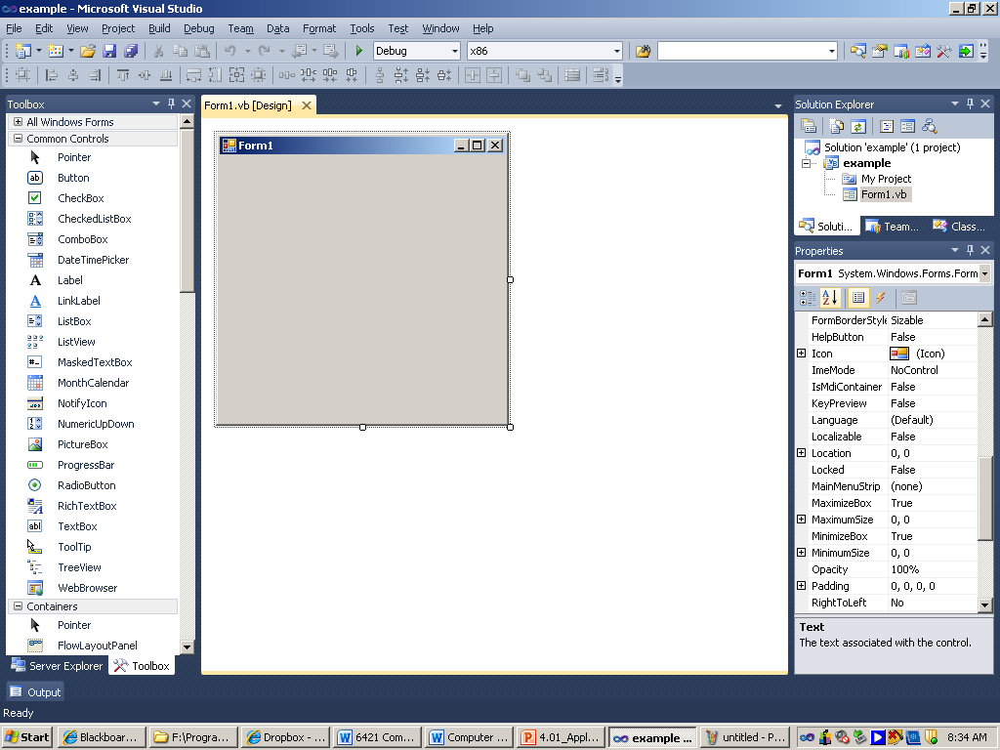 example - Microsoft Visual Studio
File Edit View Project Build Debug Team Data Format Tools Test Window Help
Debug x86
Toolbox
All Windows Forms
Common Controls
Pointer
Button
CheckBox
CheckedListBox
ComboBox
DateTimePicker
Label
LinkLabel
ListBox
ListView
MaskedTextBox
MonthCalendar
NotifyIcon
NumericUpDown
PictureBox
ProgressBar
RadioButton
RichTextBox
TextBox
ToolTip
TreeView
WebBrowser
Containers
Pointer
FlowLayoutPanel
Server Explorer Toolbox
Form1.vb [Design]
Form1
Solution Explorer
Solution 'example' (1 project)
example
My Project
Form1.vb
Soluti... Team... Class...
Properties
Form1 System.Windows.Forms.Form
FormBorderStyle Sizable
HelpButton False
Icon (Icon)
ImeMode NoControl
IsMdiContainer False
KeyPreview False
Language (Default)
Localizable False
Location 0, 0
Locked False
MainMenuStrip (none)
MaximizeBox True
MaximumSize 0, 0
MinimizeBox True
MinimumSize 0, 0
Opacity 100%
Padding 0, 0, 0, 0
RightToLeft No
Text
The text associated with the control.
Output
Ready
Start Blackboar... F:\Progra... Dropbox - ... 6421 Com... Computer ... 4.01_Appl... example ... untitled - P... 8:34 AM